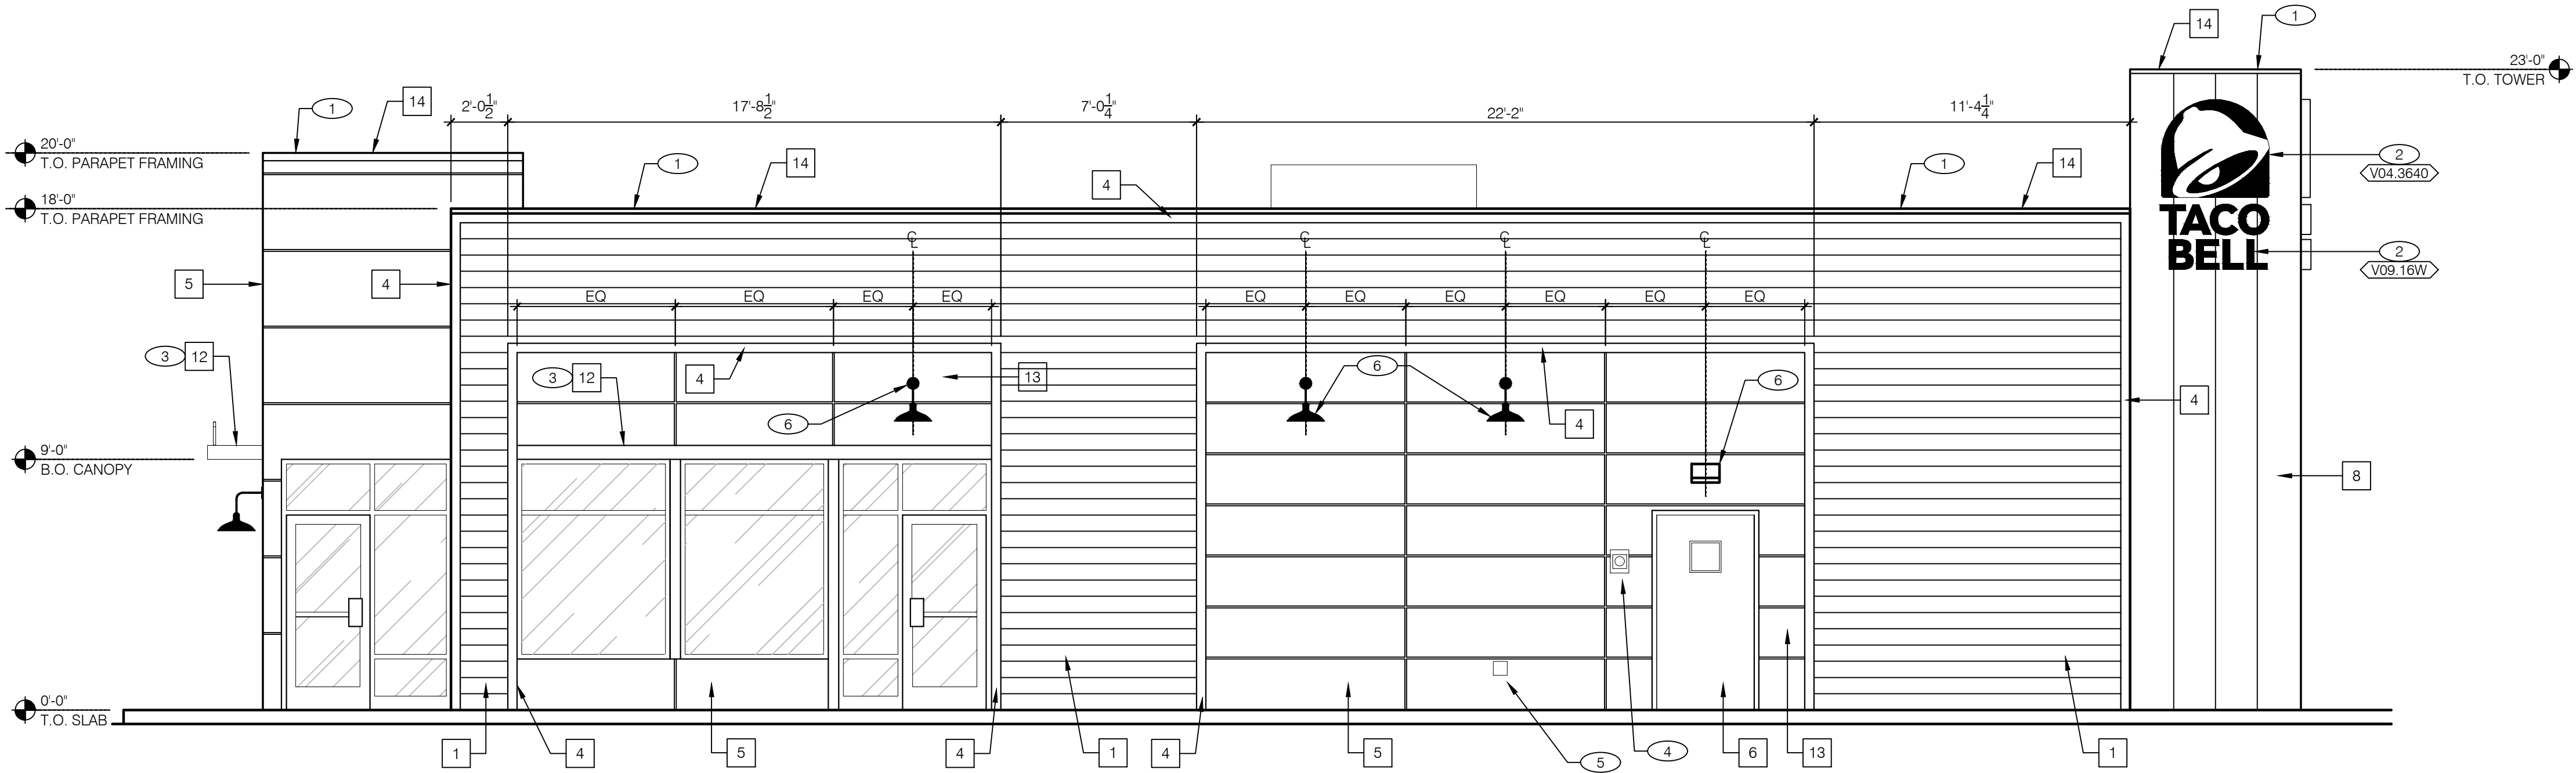 14
1
23'-0"
T.O. TOWER
1
14
2'-0 1/2"
17'-8 1/2"
7'-0 1/4"
22'-2"
11'-4 1/4"
20'-0"
T.O. PARAPET FRAMING
1
14
1
14
2
V04.3640
4
18'-0"
T.O. PARAPET FRAMING
TACO
BELL
CL
CL
CL
CL
2
V09.16W
5
4
EQ
EQ
EQ
EQ
EQ
EQ
EQ
EQ
EQ
EQ
3
12
3
12
4
13
6
6
4
6
4
9'-0"
B.O. CANOPY
8
0'-0"
T.O. SLAB
1
4
5
4
1
4
5
5
4
6
13
1